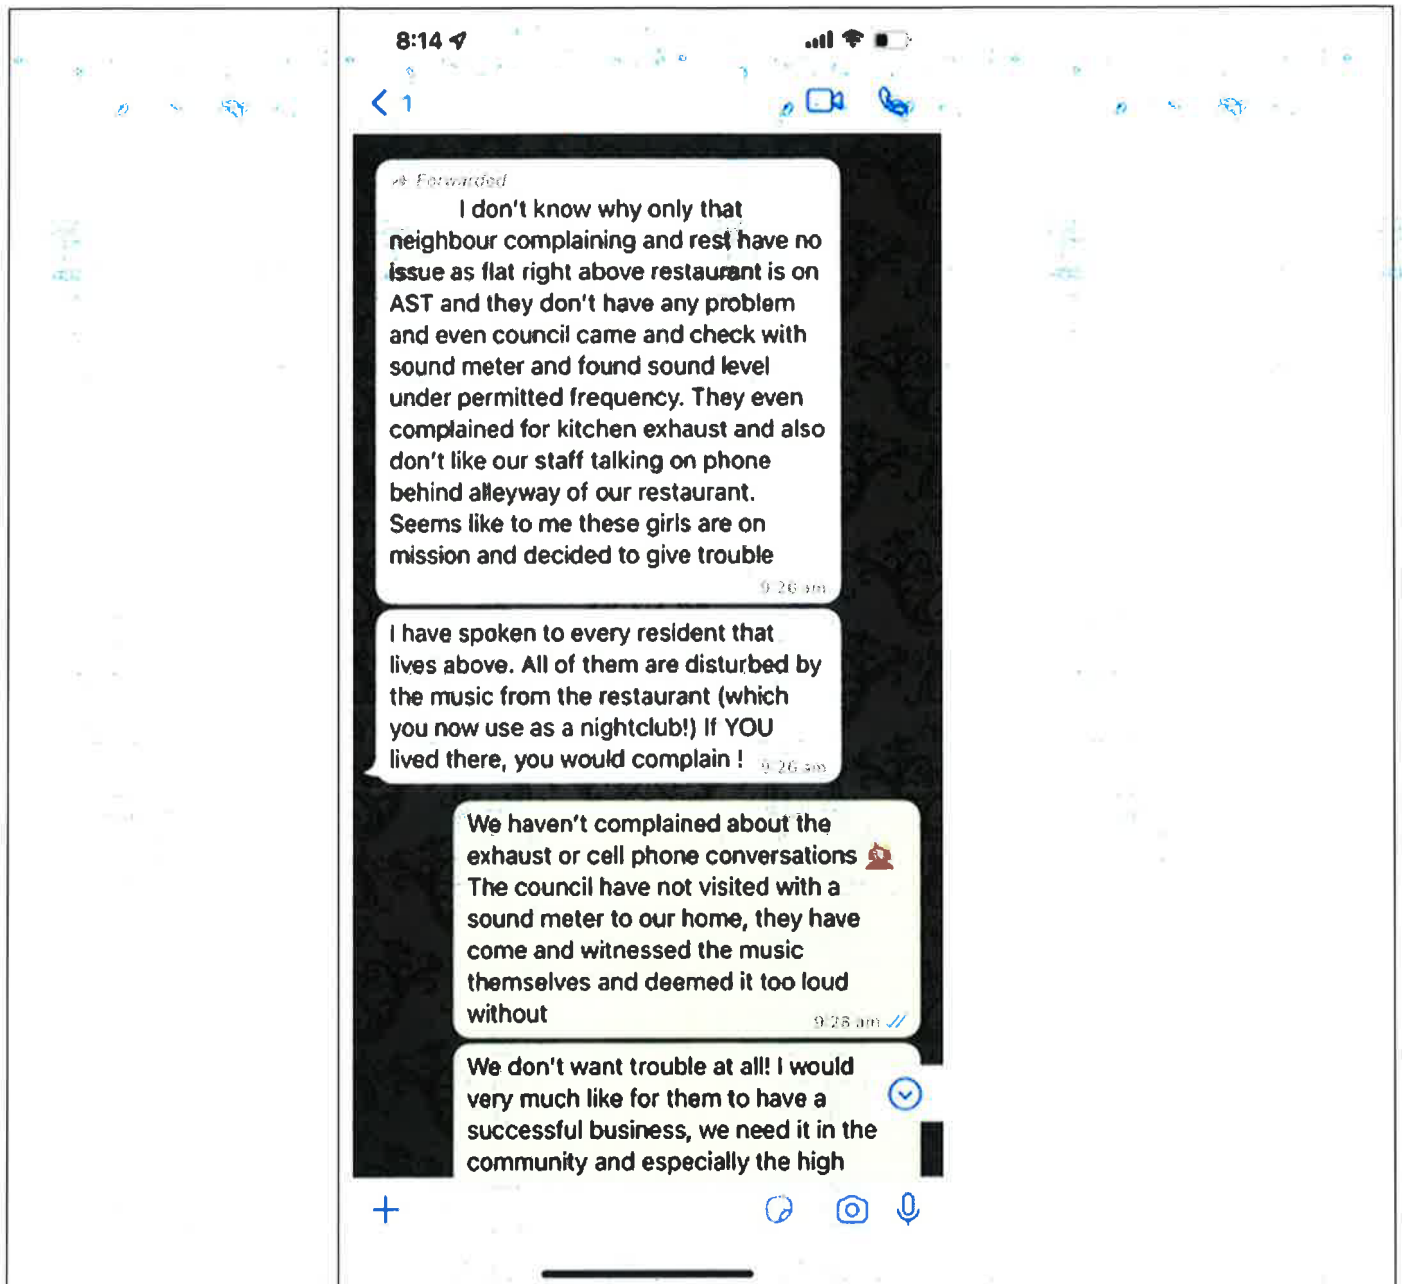 8:14
1
Forwarded
I don't know why only that
neighbour complaining and rest have no
issue as flat right above restaurant is on
AST and they don't have any problem
and even council came and check with
sound meter and found sound level
under permitted frequency. They even
complained for kitchen exhaust and also
don't like our staff talking on phone
behind alleyway of our restaurant.
Seems like to me these girls are on
mission and decided to give trouble
9:26 am
I have spoken to every resident that
lives above. All of them are disturbed by
the music from the restaurant (which
you now use as a nightclub!) If YOU
lived there, you would complain !
9:26 am
We haven't complained about the
exhaust or cell phone conversations
The council have not visited with a
sound meter to our home, they have
come and witnessed the music
themselves and deemed it too loud
without
9:28 am
We don't want trouble at all! I would
very much like for them to have a
successful business, we need it in the
community and especially the high